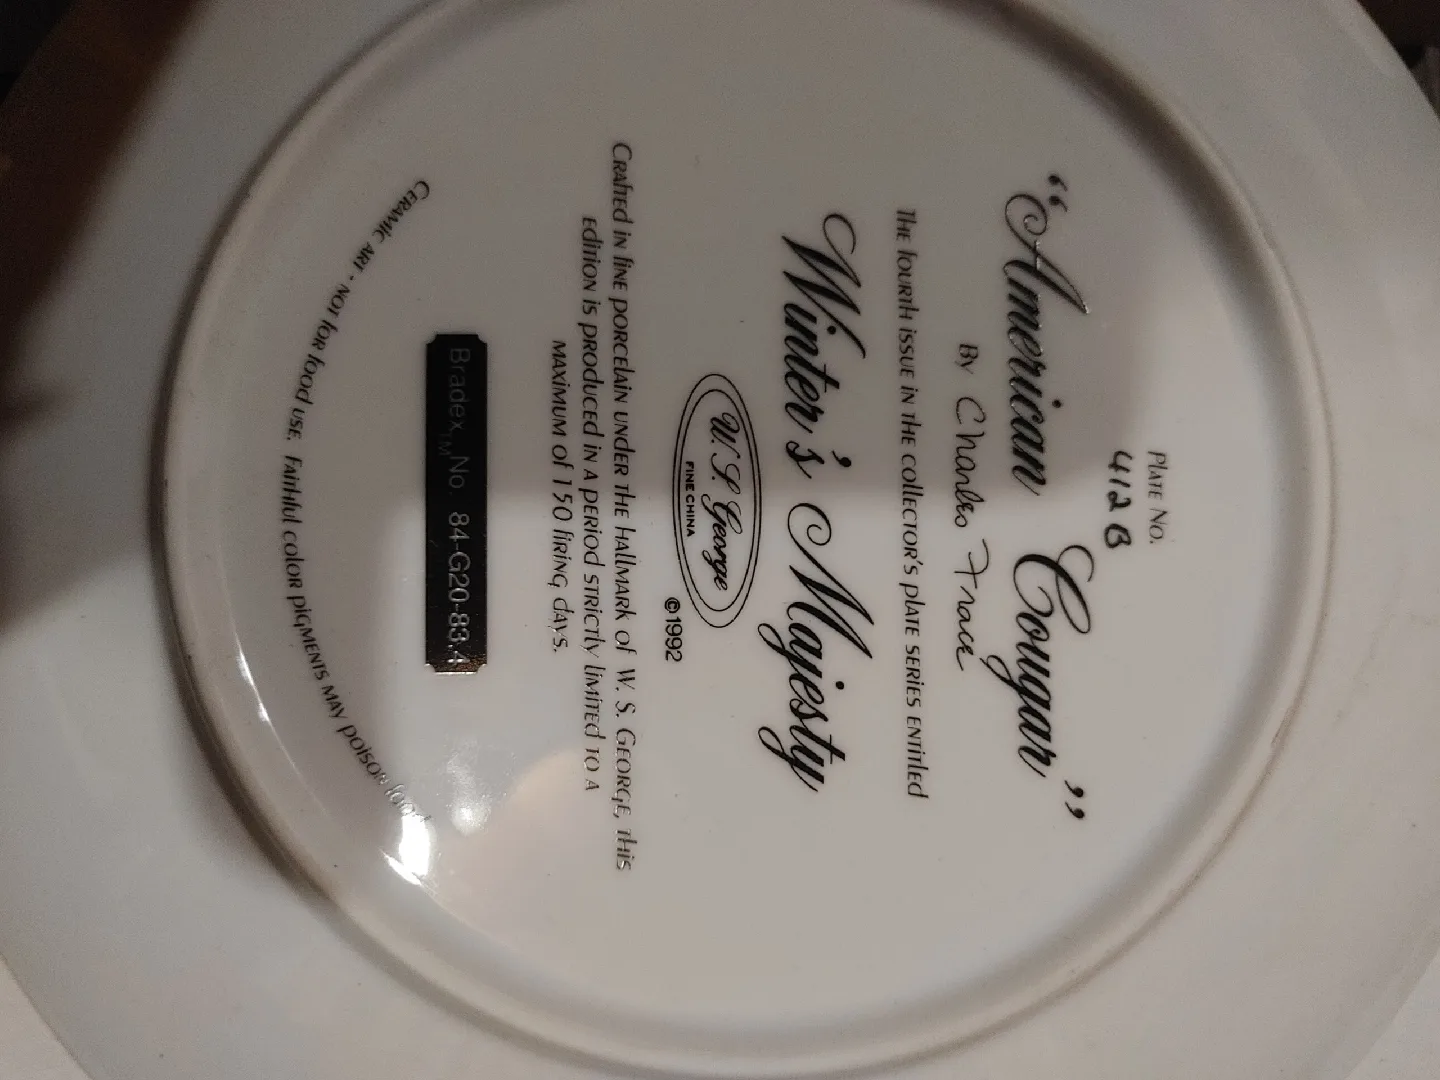 PLATE NO.
412B
"American Cougar"
By Charles Frace
THE FOURTH ISSUE IN THE COLLECTOR'S PLATE SERIES ENTITLED
Winter's Majesty
W. S. George
FINE CHINA
©1992
CRAFTED IN FINE PORCELAIN UNDER THE HALLMARK OF W. S. GEORGE, THIS
EDITION IS PRODUCED IN A PERIOD STRICTLY LIMITED TO A
MAXIMUM OF 150 FIRING DAYS.
Bradex™ No. 84-G20-83.4
CERAMIC ART · NOT FOR FOOD USE. FAITHFUL COLOR PIGMENTS MAY POISON FOOD